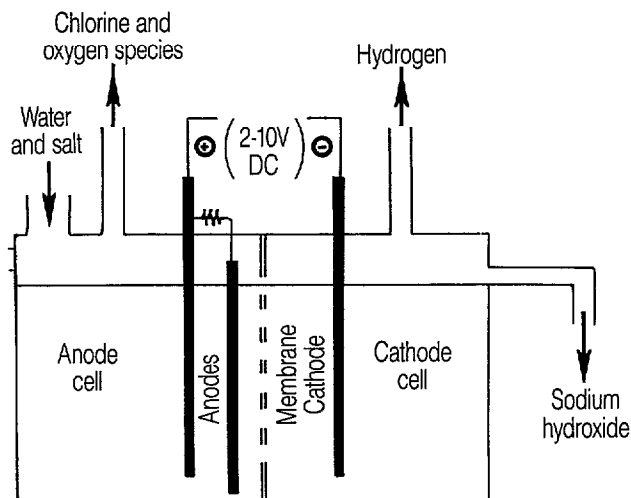 Chlorine and
oxygen species
Hydrogen
Water
and salt
+
2-10V
DC
−
Anode
cell
Anodes
Membrane
Cathode
Cathode
cell
Sodium
hydroxide